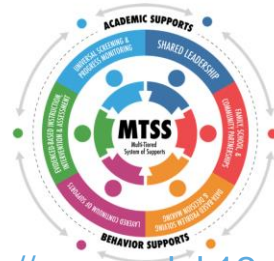 ACADEMIC SUPPORTS
UNIVERSAL SCREENING &
PROGRESS MONITORING
SHARED LEADERSHIP
FAMILY, SCHOOL &
COMMUNITY PARTNERSHIPS
DATA-BASED PROBLEM SOLVING
& DECISION MAKING
LAYERED CONTINUUM OF SUPPORTS
EVIDENCE-BASED INSTRUCTION,
INTERVENTION & ASSESSMENT
MTSS
Multi-Tiered
System of Supports
BEHAVIOR SUPPORTS